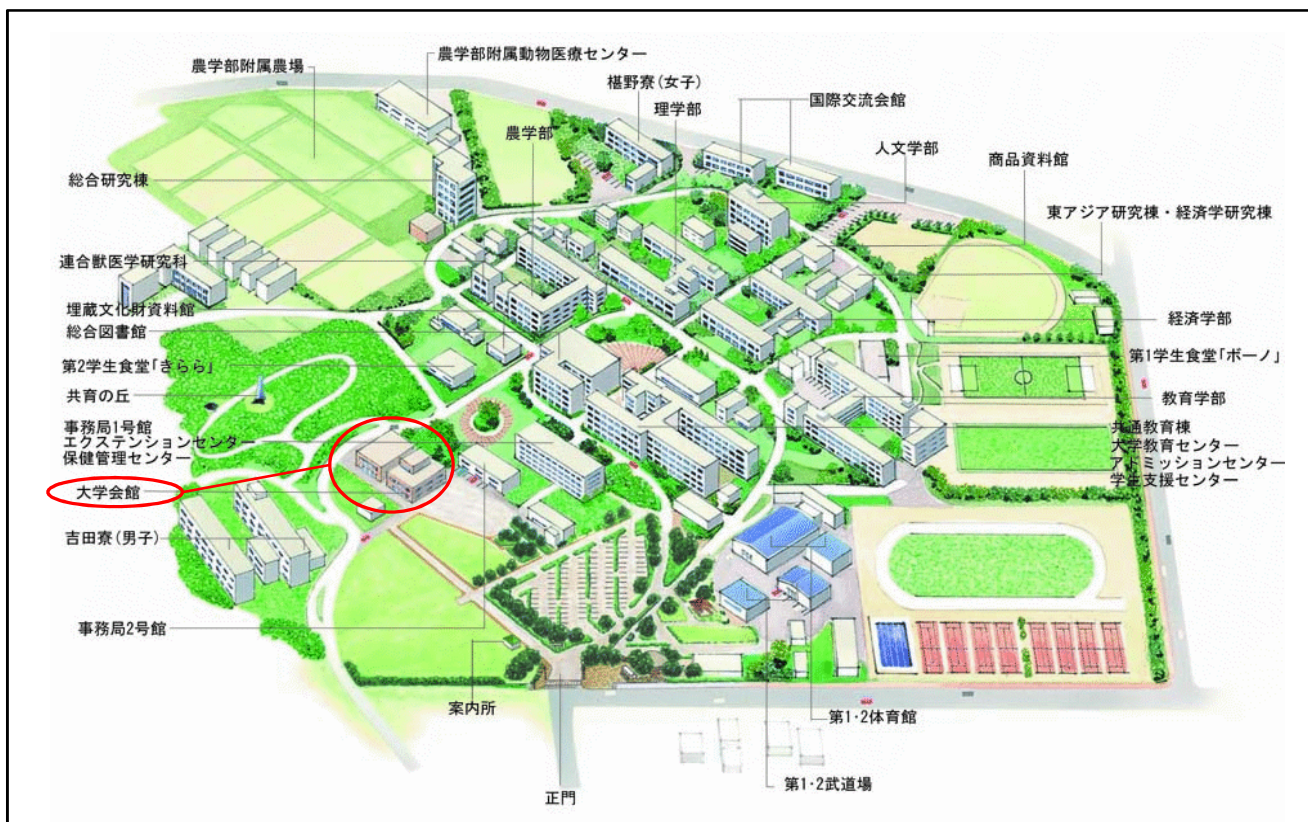 農学部附属動物医療センター
農学部附属農場
椹野寮(女子)
国際交流会館
理学部
農学部
人文学部
商品資料館
総合研究棟
東アジア研究棟・経済学研究棟
連合獣医学研究科
埋蔵文化財資料館
総合図書館
経済学部
第2学生食堂「きらら」
第1学生食堂「ボーノ」
共育の丘
教育学部
事務局1号館
エクステンションセンター
保健管理センター
共通教育棟
大学教育センター
アドミッションセンター
学生支援センター
大学会館
吉田寮(男子)
事務局2号館
案内所
第1・2体育館
第1・2武道場
正門